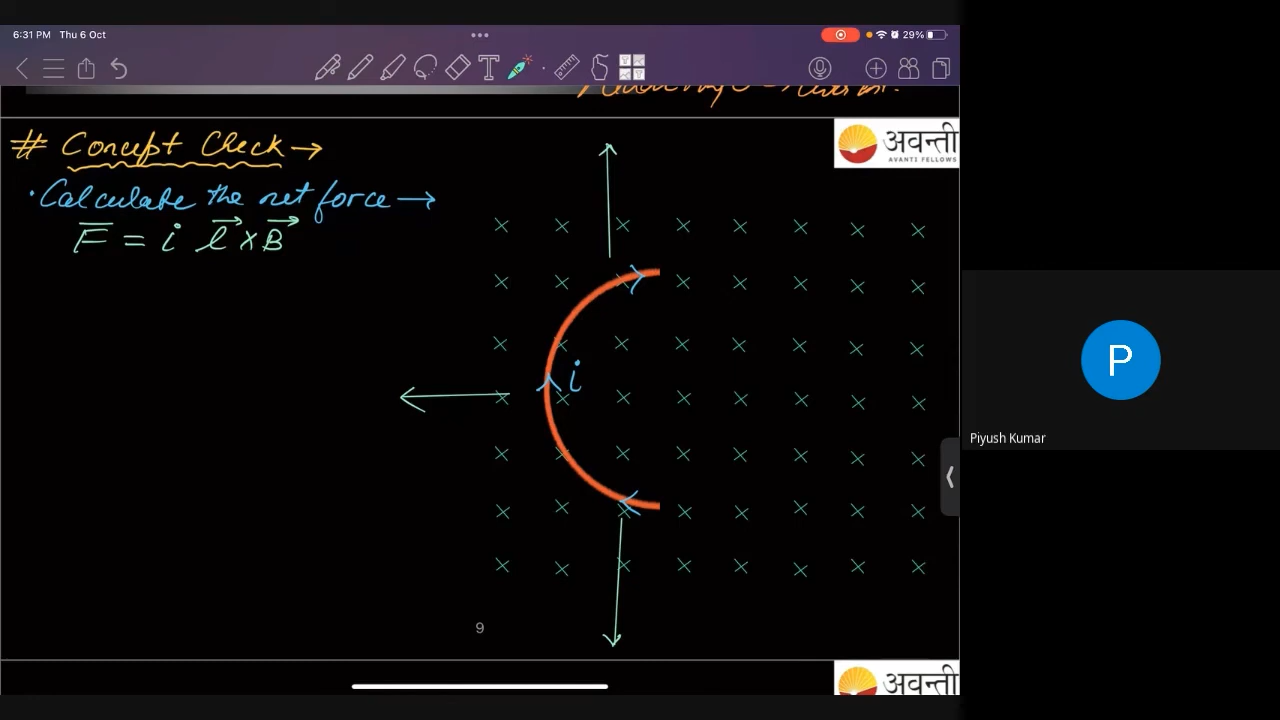 6:31 PM Thu 6 Oct
29%
# Concept Check →
अवन्ती
AVANTI FELLOWS
· Calculate the net force →
F = i l × B
i
P
Piyush Kumar
9
अवन्ती